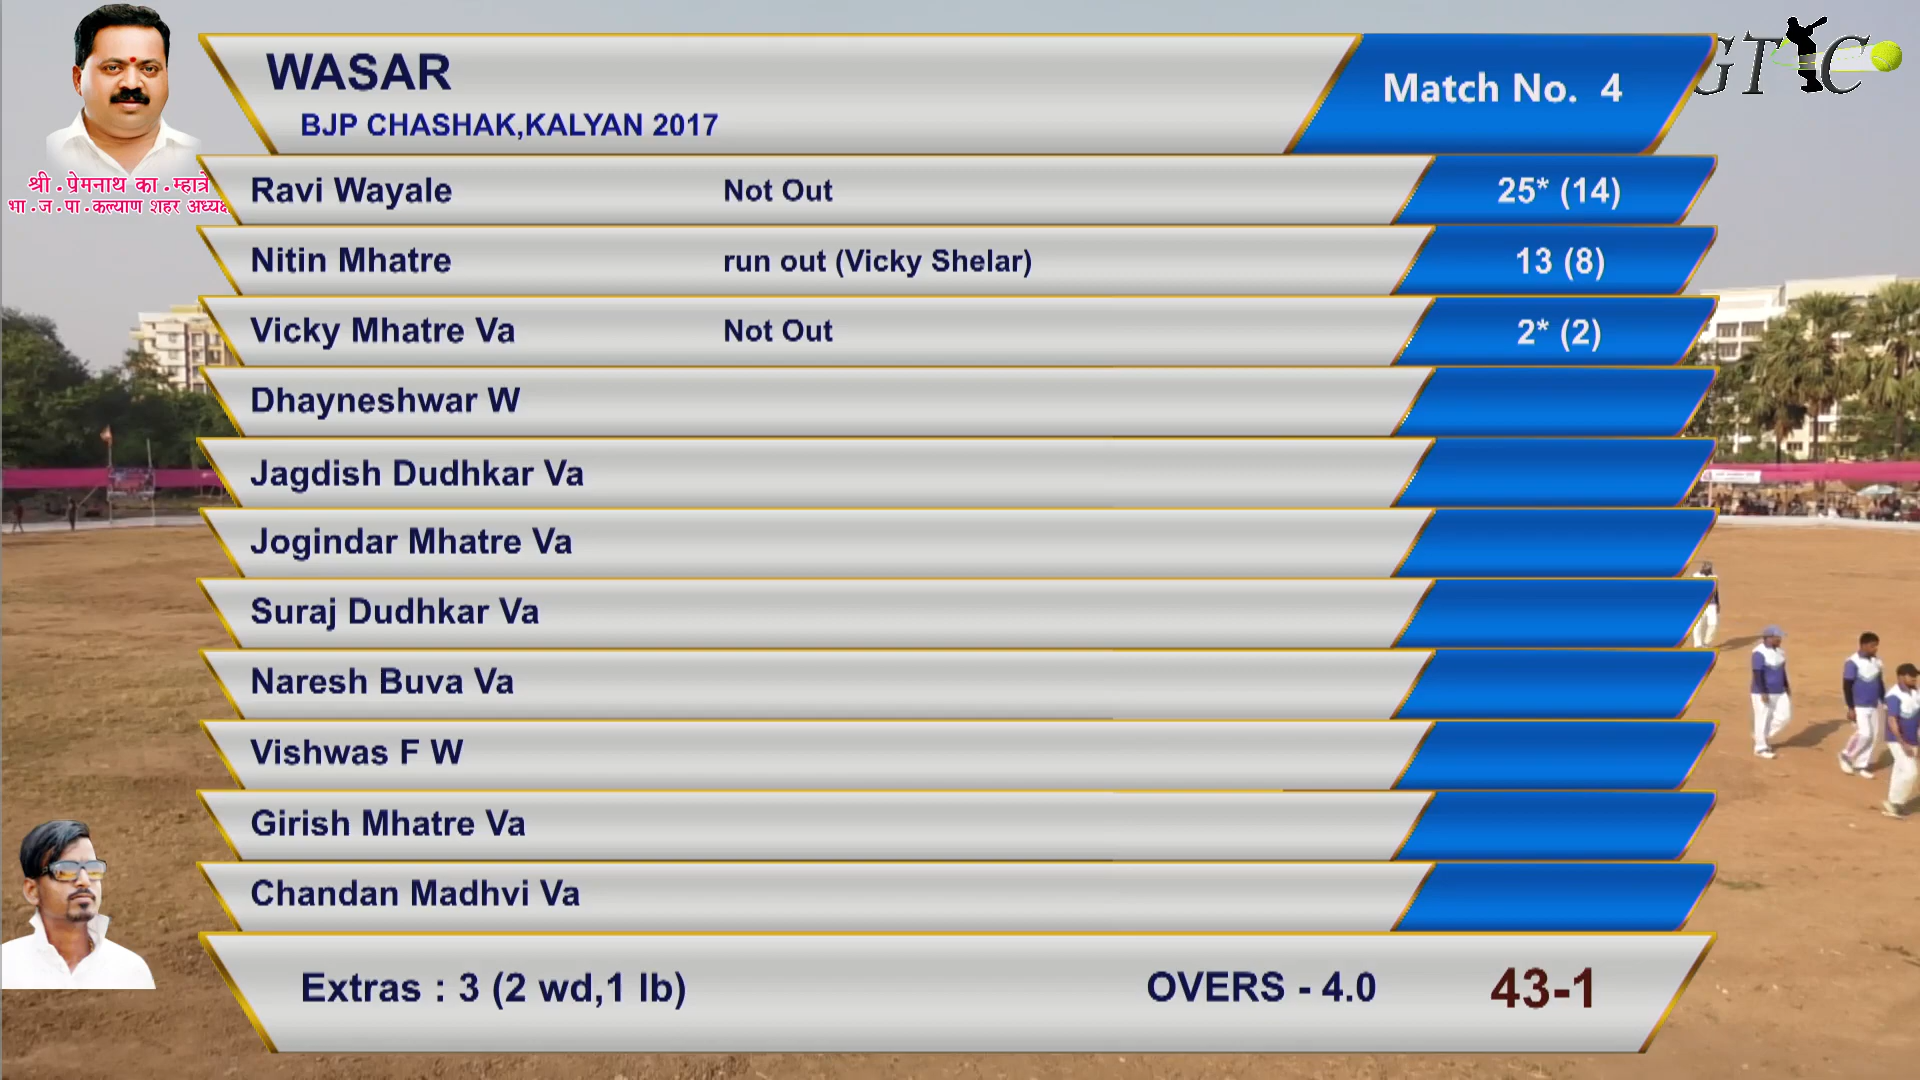 WASAR
BJP CHASHAK,KALYAN 2017
Match No. 4
GTC
श्री .प्रेमनाथ का .म्हात्रे
भा .ज .पा .कल्याण शहर अध्यक्ष
Ravi Wayale Not Out 25* (14)
Nitin Mhatre run out (Vicky Shelar) 13 (8)
Vicky Mhatre Va Not Out 2* (2)
Dhayneshwar W
Jagdish Dudhkar Va
Jogindar Mhatre Va
Suraj Dudhkar Va
Naresh Buva Va
Vishwas F W
Girish Mhatre Va
Chandan Madhvi Va
Extras : 3 (2 wd,1 lb) OVERS - 4.0 43-1